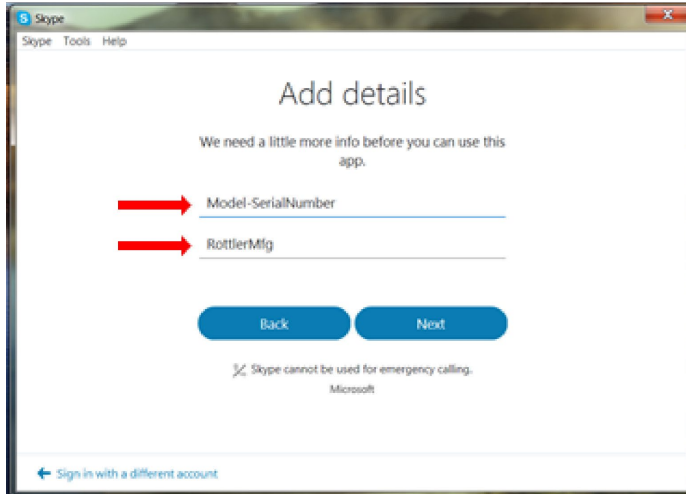 Skype
Skype Tools Help
Add details
We need a little more info before you can use this
app.
Model-SerialNumber
RottlerMfg
Back Next
Skype cannot be used for emergency calling.
Microsoft
Sign in with a different account